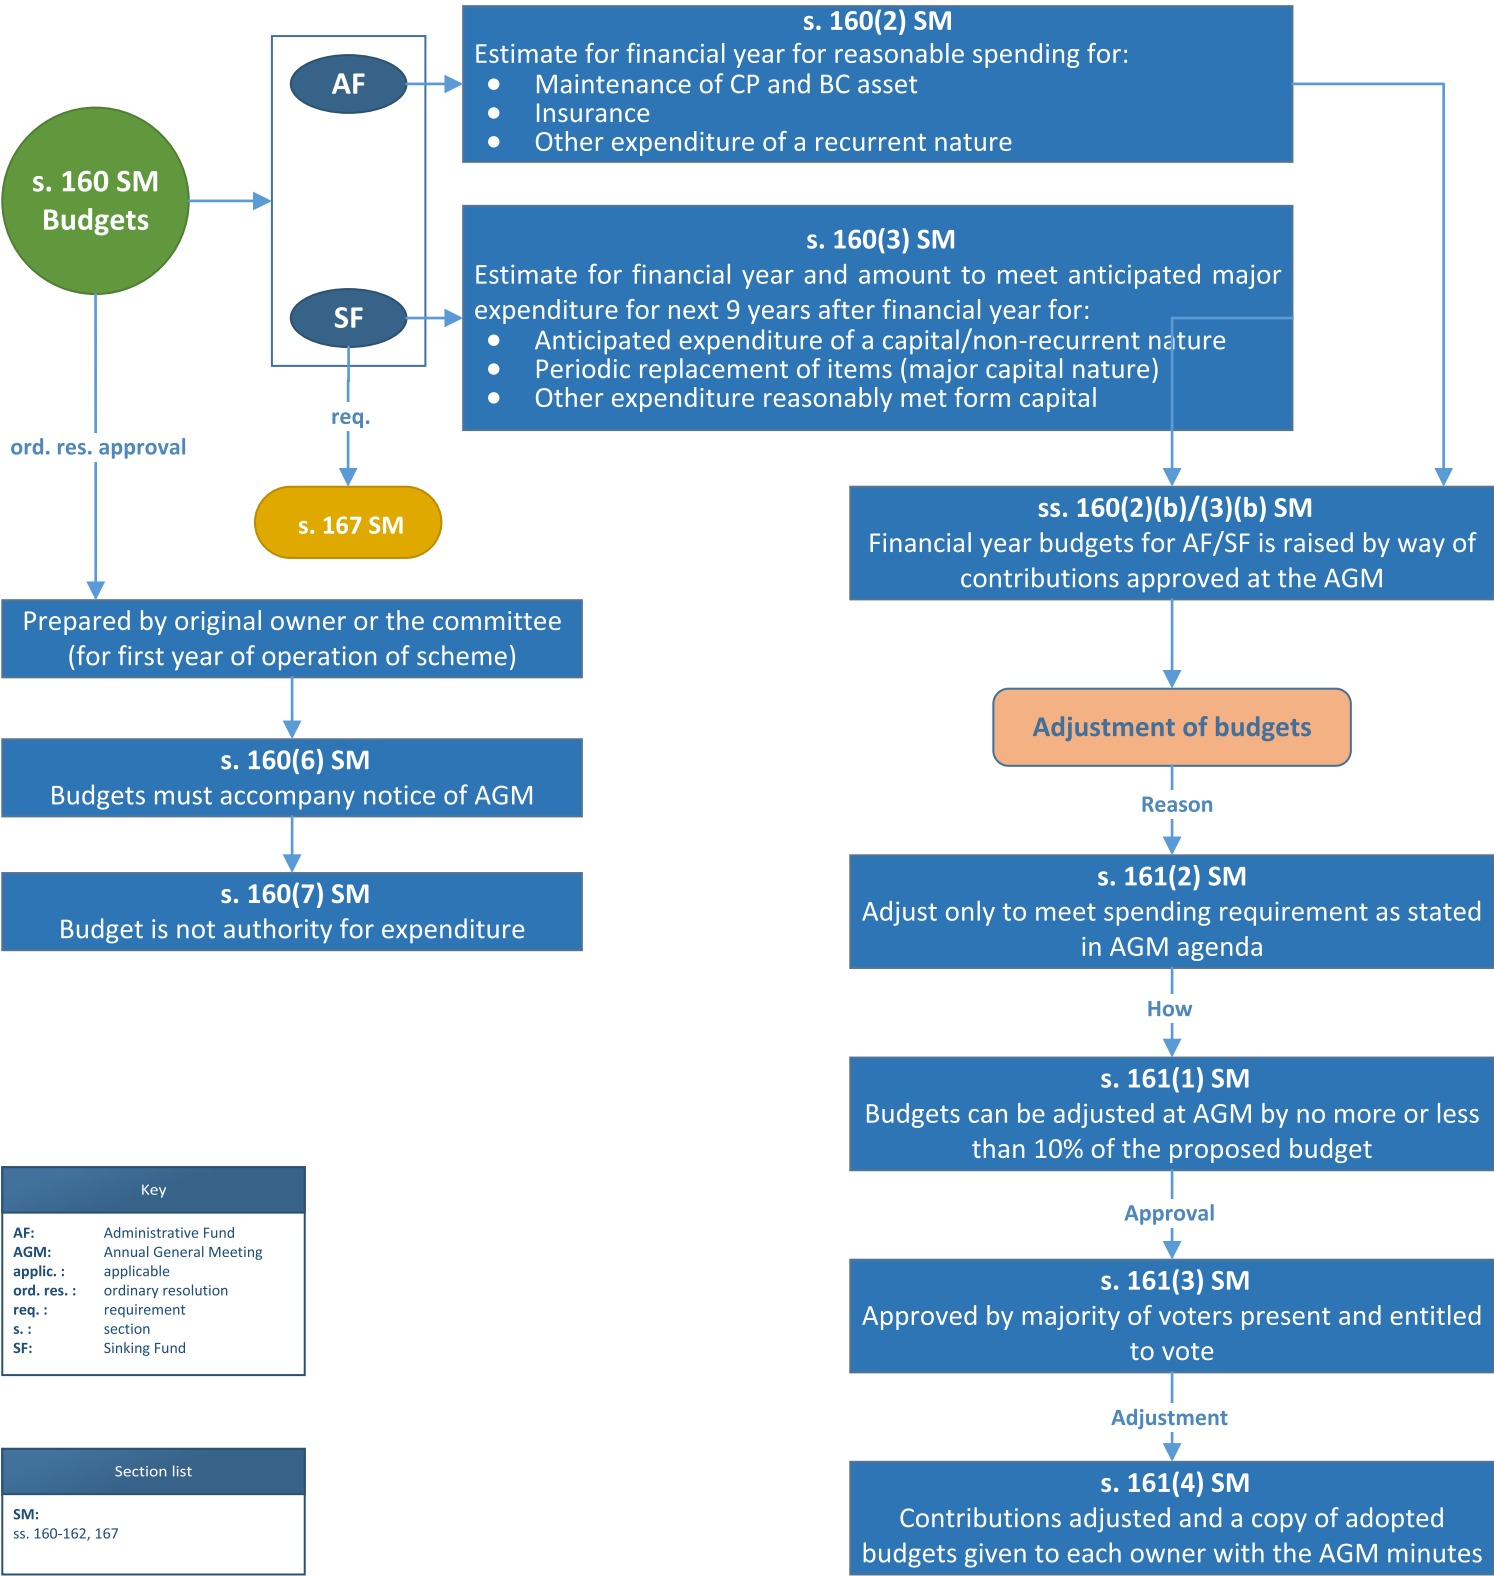 s. 160 SM
Budgets
AF
SF
s. 160(2) SM
Estimate for financial year for reasonable spending for:
● Maintenance of CP and BC asset
● Insurance
● Other expenditure of a recurrent nature
s. 160(3) SM
Estimate for financial year and amount to meet anticipated major
expenditure for next 9 years after financial year for:
● Anticipated expenditure of a capital/non-recurrent nature
● Periodic replacement of items (major capital nature)
● Other expenditure reasonably met form capital
req.
s. 167 SM
ord. res. approval
Prepared by original owner or the committee
(for first year of operation of scheme)
s. 160(6) SM
Budgets must accompany notice of AGM
s. 160(7) SM
Budget is not authority for expenditure
ss. 160(2)(b)/(3)(b) SM
Financial year budgets for AF/SF is raised by way of
contributions approved at the AGM
Adjustment of budgets
Reason
s. 161(2) SM
Adjust only to meet spending requirement as stated
in AGM agenda
How
s. 161(1) SM
Budgets can be adjusted at AGM by no more or less
than 10% of the proposed budget
Approval
s. 161(3) SM
Approved by majority of voters present and entitled
to vote
Adjustment
s. 161(4) SM
Contributions adjusted and a copy of adopted
budgets given to each owner with the AGM minutes
Key
AF: Administrative Fund
AGM: Annual General Meeting
applic. : applicable
ord. res. : ordinary resolution
req. : requirement
s. : section
SF: Sinking Fund
Section list
SM:
ss. 160-162, 167